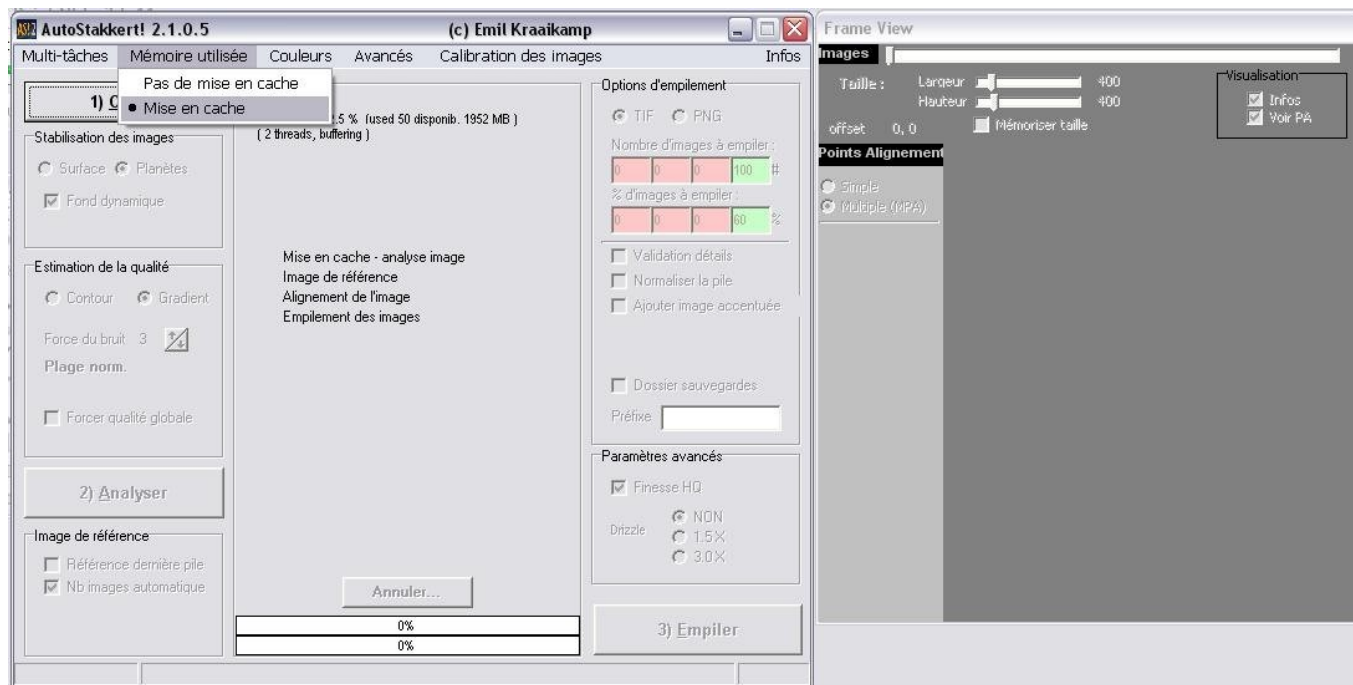 AutoStakkert! 2.1.0.5 (c) Emil Kraaikamp
Multi-tâches Mémoire utilisée Couleurs Avancés Calibration des images Infos
Pas de mise en cache
Mise en cache
1)
.5 % (used 50 disponib. 1952 MB )
( 2 threads, buffering )
Stabilisation des images
Surface Planètes
Fond dynamique
Estimation de la qualité
Contour Gradient
Force du bruit 3
Plage norm.
Forcer qualité globale
2) Analyser
Image de référence
Référence dernière pile
Nb images automatique
Mise en cache - analyse image
Image de référence
Alignement de l'image
Empilement des images
Annuler...
0%
0%
Options d'empilement
TIF PNG
Nombre d'images à empiler :
0 0 0 100 #
% d'images à empiler :
0 0 0 60 %
Validation détails
Normaliser la pile
Ajouter image accentuée
Dossier sauvegardes
Préfixe
Paramètres avancés
Finesse HQ
Drizzle
NON
1.5X
3.0X
3) Empiler
Frame View
Images
Taille : Largeur 400
Hauteur 400
offset 0, 0 Mémoriser taille
Visualisation
Infos
Voir PA
Points Alignement
Simple
Multiple (MPA)